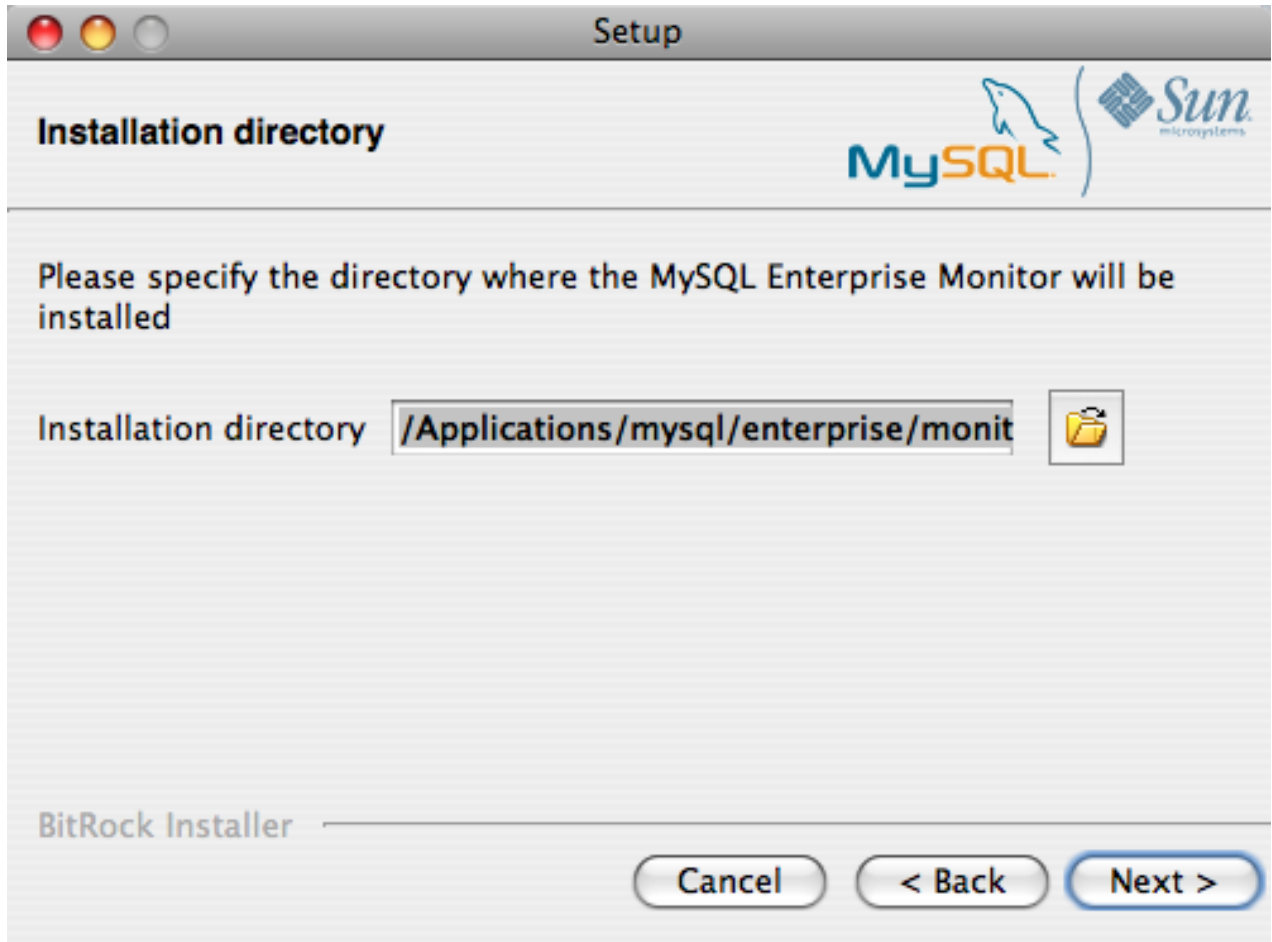 Setup
Installation directory
MySQL.
Sun
microsystems
Please specify the directory where the MySQL Enterprise Monitor will be
installed
Installation directory /Applications/mysql/enterprise/monit
BitRock Installer
Cancel < Back Next >